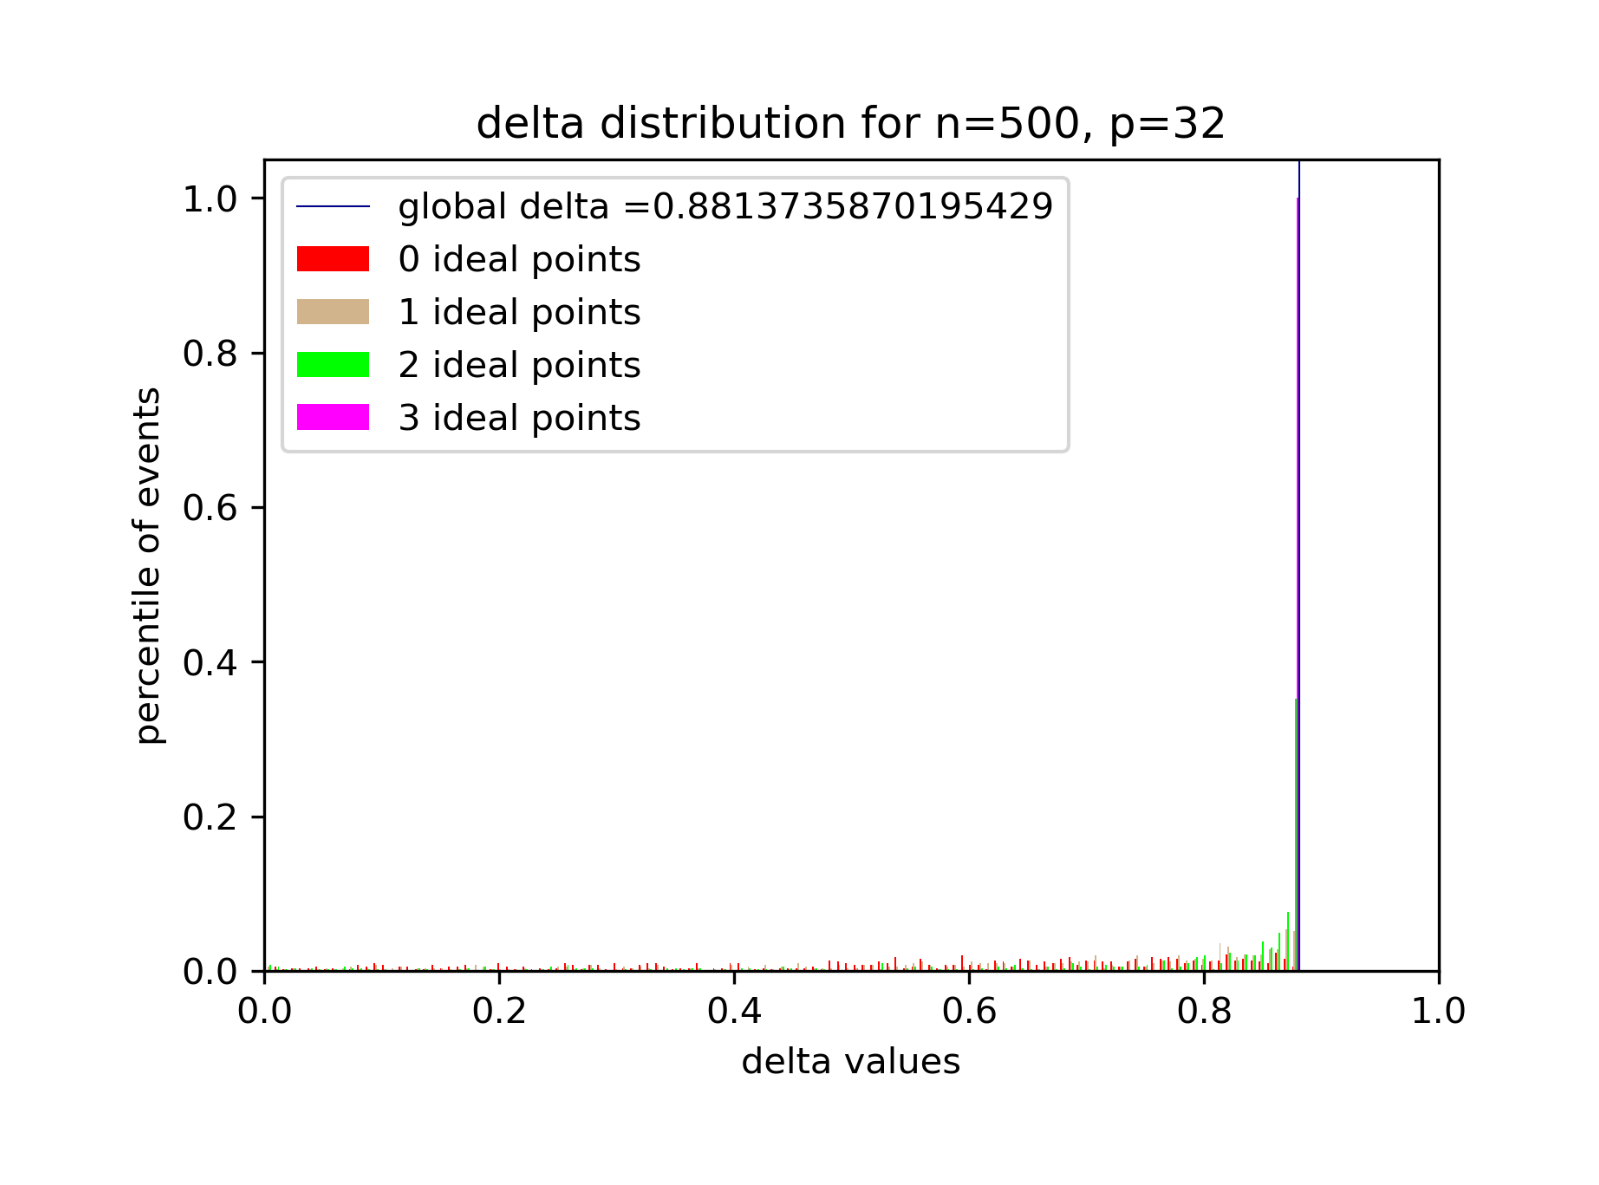 delta distribution for n=500, p=32
global delta =0.8813735870195429
0 ideal points
1 ideal points
2 ideal points
3 ideal points
percentile of events
1.0
0.8
0.6
0.4
0.2
0.0
0.0 0.2 0.4 0.6 0.8 1.0
delta values